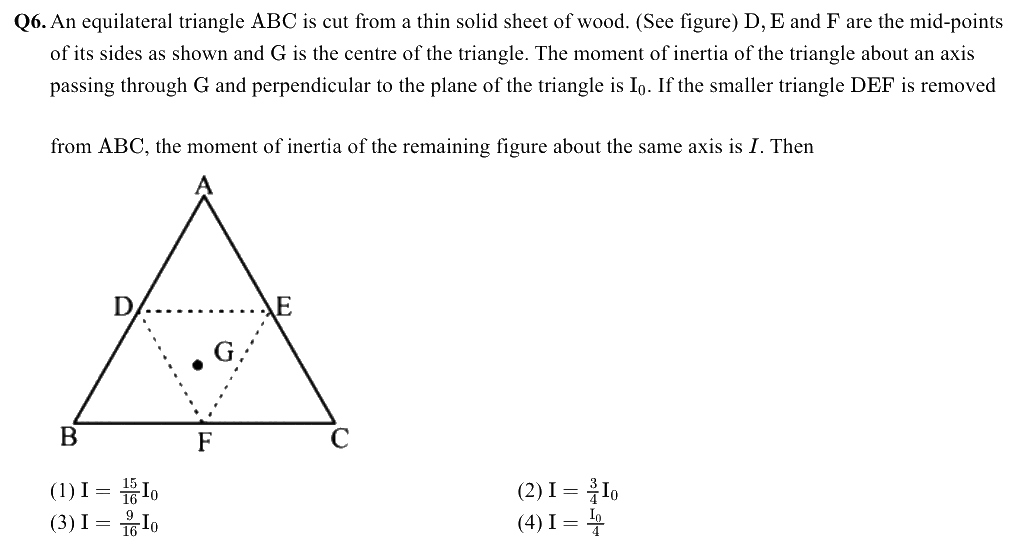 Q6. An equilateral triangle ABC is cut from a thin solid sheet of wood. (See figure) D, E and F are the mid-points
of its sides as shown and G is the centre of the triangle. The moment of inertia of the triangle about an axis
passing through G and perpendicular to the plane of the triangle is I₀. If the smaller triangle DEF is removed
from ABC, the moment of inertia of the remaining figure about the same axis is I. Then
A
D E
G
B F C
(1) I = 15/16 I₀ (2) I = 3/4 I₀
(3) I = 9/16 I₀ (4) I = I₀/4